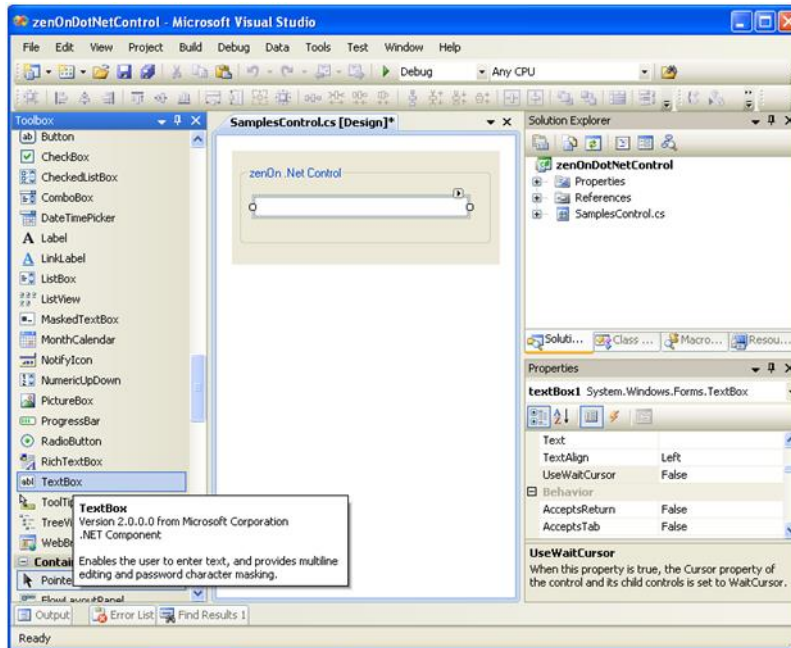 zenOnDotNetControl - Microsoft Visual Studio
File Edit View Project Build Debug Data Tools Test Window Help
Debug Any CPU
Toolbox
Button
CheckBox
CheckedListBox
ComboBox
DateTimePicker
Label
LinkLabel
ListBox
ListView
MaskedTextBox
MonthCalendar
NotifyIcon
NumericUpDown
PictureBox
ProgressBar
RadioButton
RichTextBox
TextBox
ToolTip
TreeVi
WebBr
Contai
Pointe
FlowLayoutPanel
TextBox
Version 2.0.0.0 from Microsoft Corporation
.NET Component
Enables the user to enter text, and provides multiline
editing and password character masking.
SamplesControl.cs [Design]*
zenOn .Net Control
Solution Explorer
zenOnDotNetControl
Properties
References
SamplesControl.cs
Soluti... Class ... Macro... Resou...
Properties
textBox1 System.Windows.Forms.TextBox
Text
TextAlign Left
UseWaitCursor False
Behavior
AcceptsReturn False
AcceptsTab False
UseWaitCursor
When this property is true, the Cursor property of
the control and its child controls is set to WaitCursor.
Output Error List Find Results 1
Ready